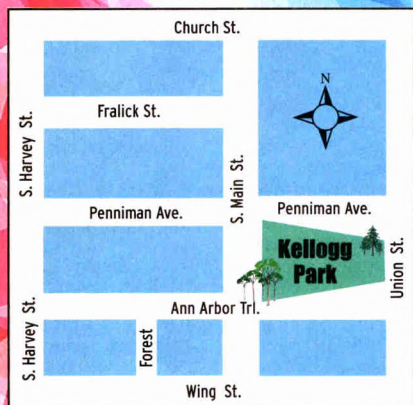 Church St.
N
Fralick St.
S. Harvey St.
S. Main St.
Penniman Ave.
Penniman Ave.
Kellogg
Park
Union St.
Ann Arbor Trl.
S. Harvey St.
Forest
Wing St.